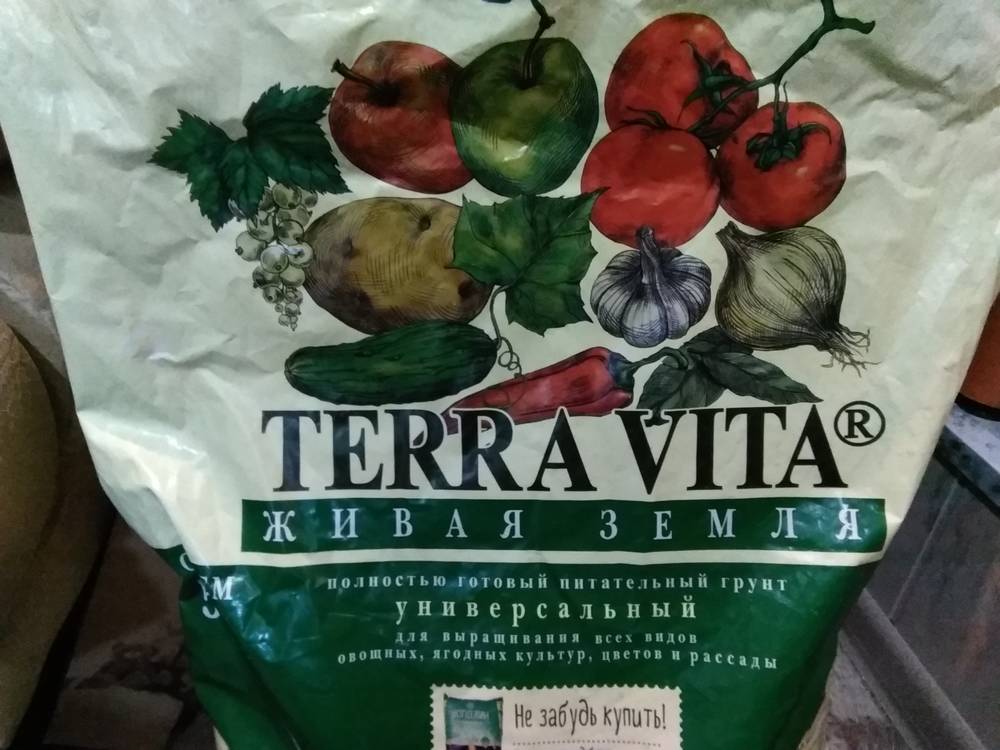 TERRA VITA®
ЖИВАЯ ЗЕМЛЯ
полностью готовый питательный грунт
универсальный
для выращивания всех видов
овощных, ягодных культур, цветов и рассады
Не забудь купить!